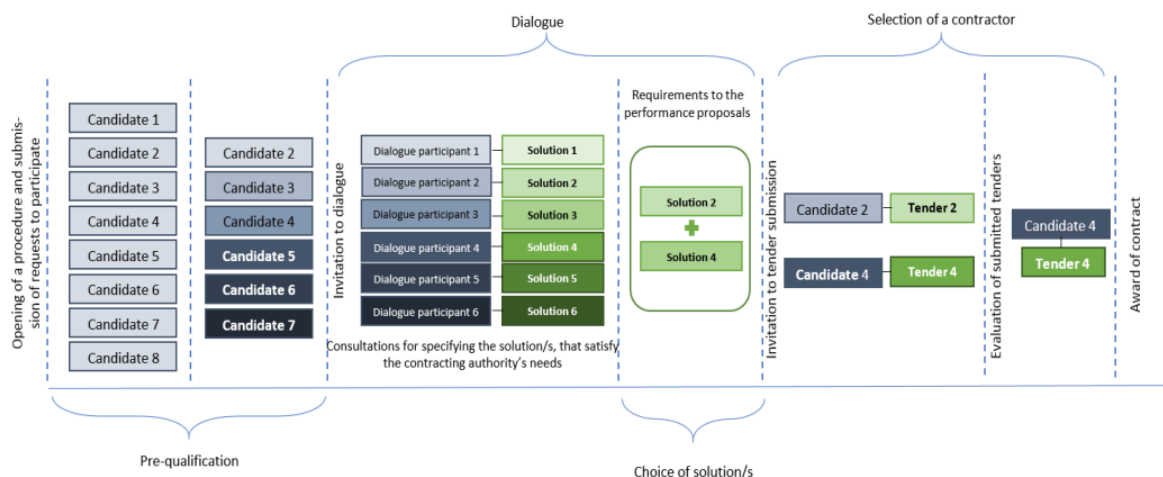 Dialogue
Selection of a contractor
Opening of a procedure and submis-
sion of requests to participate
Candidate 1
Candidate 2
Candidate 3
Candidate 4
Candidate 5
Candidate 6
Candidate 7
Candidate 8
Candidate 2
Candidate 3
Candidate 4
Candidate 5
Candidate 6
Candidate 7
Pre-qualification
Invitation to dialogue
Dialogue participant 1
Solution 1
Dialogue participant 2
Solution 2
Dialogue participant 3
Solution 3
Dialogue participant 4
Solution 4
Dialogue participant 5
Solution 5
Dialogue participant 6
Solution 6
Consultations for specifying the solution/s, that satisfy
the contracting authority's needs
Requirements to the
performance proposals
Solution 2
Solution 4
Choice of solution/s
Invitation to tender submission
Candidate 2
Tender 2
Candidate 4
Tender 4
Evaluation of submitted tenders
Candidate 4
Tender 4
Award of contract